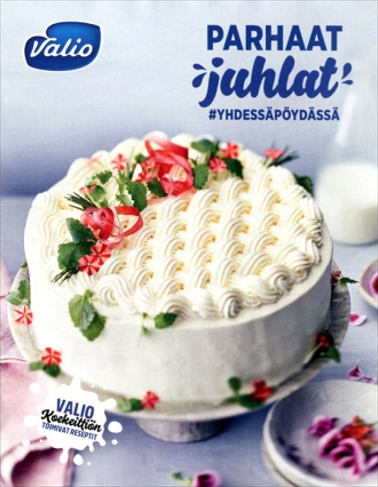 Valio
PARHAAT
juhlat
#YHDESSÄPÖYDÄSSÄ
VALIO
Koekeittiön
TOIMIVAT RESEPTIT